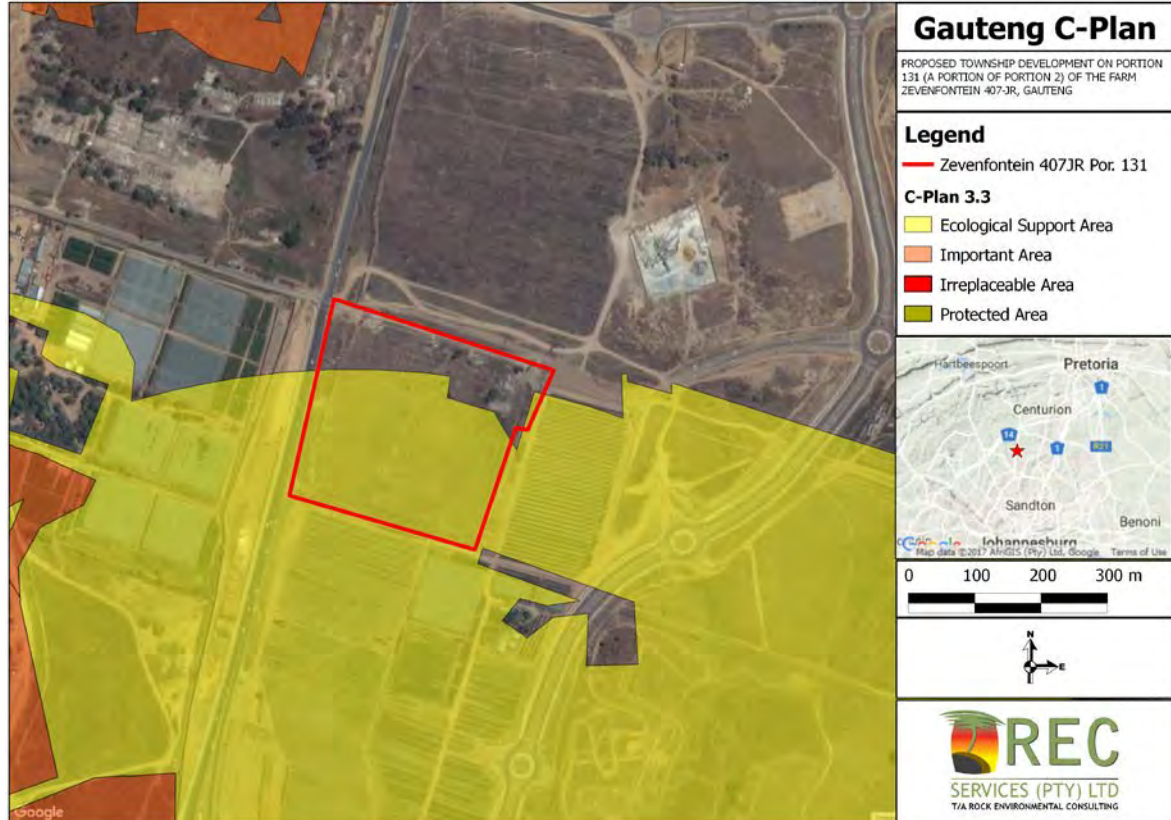 Gauteng C-Plan
PROPOSED TOWNSHIP DEVELOPMENT ON PORTION
131 (A PORTION OF PORTION 2) OF THE FARM
ZEVENFONTEIN 407-JR, GAUTENG
Legend
Zevenfontein 407JR Por. 131
C-Plan 3.3
Ecological Support Area
Important Area
Irreplaceable Area
Protected Area
Hartbeespoort
Pretoria
1
Centurion
14
1
R21
Sandton
Benoni
Google
Johannesburg
Map data ©2017 AfriGIS (Pty) Ltd, Google Terms of Use
0 100 200 300 m
N
E
REC
SERVICES (PTY) LTD
T/A ROCK ENVIRONMENTAL CONSULTING
Google